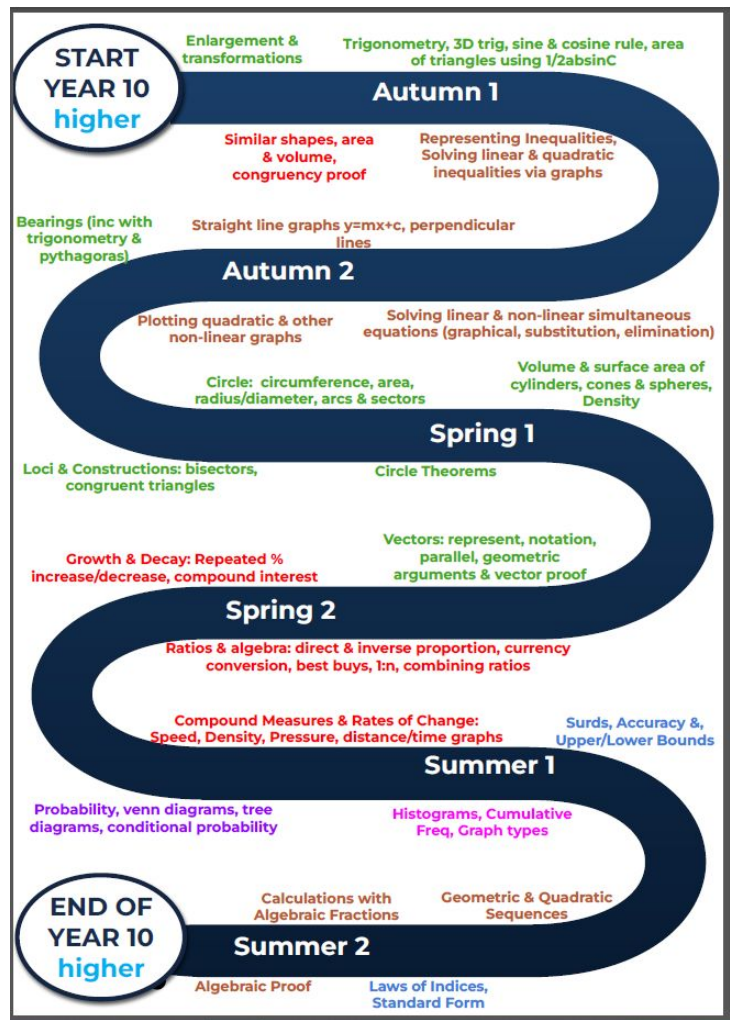 START
YEAR 10
higher
Enlargement &
transformations
Trigonometry, 3D trig, sine & cosine rule, area
of triangles using 1/2absinC
Autumn 1
Similar shapes, area
& volume,
congruency proof
Representing Inequalities,
Solving linear & quadratic
inequalities via graphs
Bearings (inc with
trigonometry &
pythagoras)
Straight line graphs y=mx+c, perpendicular
lines
Autumn 2
Plotting quadratic & other
non-linear graphs
Solving linear & non-linear simultaneous
equations (graphical, substitution, elimination)
Circle: circumference, area,
radius/diameter, arcs & sectors
Volume & surface area of
cylinders, cones & spheres,
Density
Spring 1
Loci & Constructions: bisectors,
congruent triangles
Circle Theorems
Growth & Decay: Repeated %
increase/decrease, compound interest
Vectors: represent, notation,
parallel, geometric
arguments & vector proof
Spring 2
Ratios & algebra: direct & inverse proportion, currency
conversion, best buys, 1:n, combining ratios
Compound Measures & Rates of Change:
Speed, Density, Pressure, distance/time graphs
Surds, Accuracy &,
Upper/Lower Bounds
Summer 1
Probability, venn diagrams, tree
diagrams, conditional probability
Histograms, Cumulative
Freq, Graph types
Calculations with
Algebraic Fractions
Geometric & Quadratic
Sequences
END OF
YEAR 10
higher
Summer 2
Algebraic Proof
Laws of Indices,
Standard Form